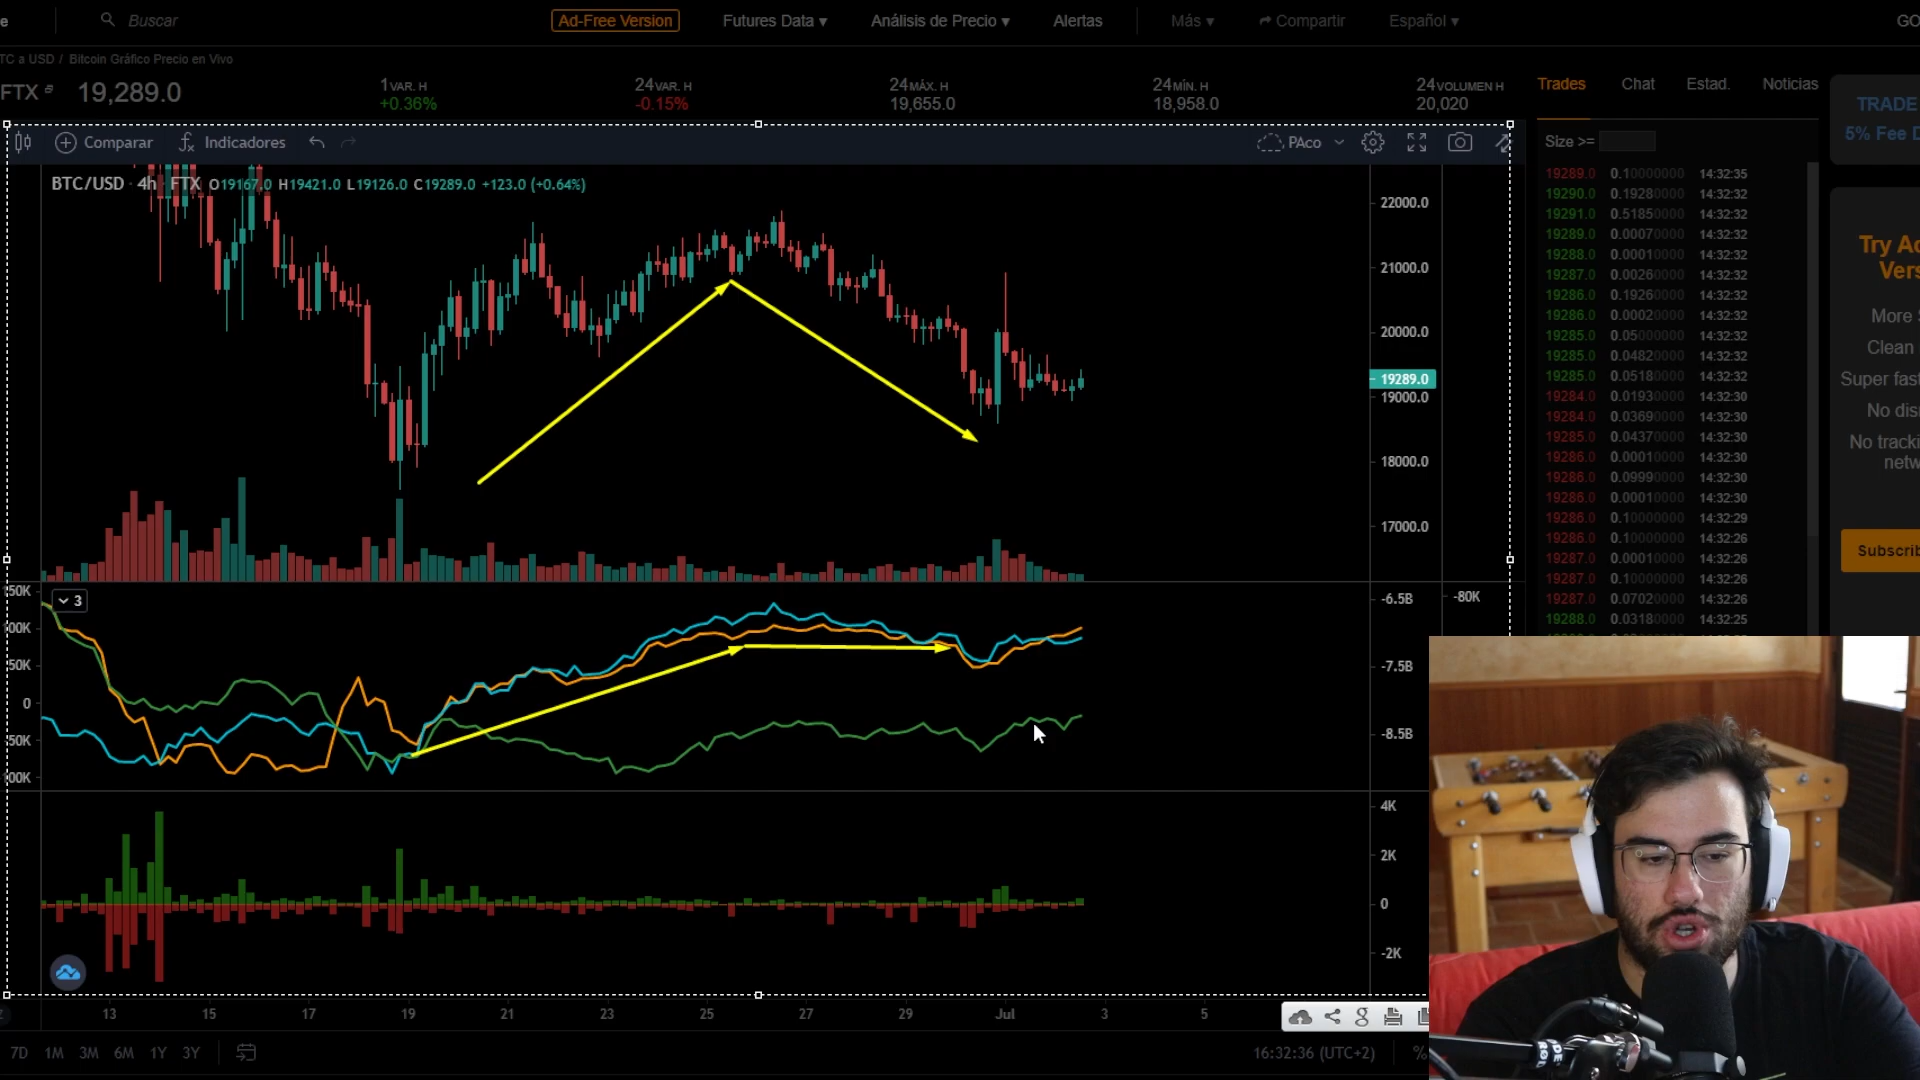 e
Buscar
Ad-Free Version
Futures Data ▾
Análisis de Precio ▾
Alertas
Más ▾
Compartir
Español ▾
GO
TC a USD / Bitcoin Gráfico Precio en Vivo
FTX
19,289.0
1VAR. H
+0.36%
24VAR. H
-0.15%
24MÁX. H
19,655.0
24MÍN. H
18,958.0
24VOLUMEN H
20,020
Trades
Chat
Estad.
Noticias
TRADE
5% Fee D
Comparar
Indicadores
PAco
Size >=
BTC/USD · 4h · FTX O19167.0 H19421.0 L19126.0 C19289.0 +123.0 (+0.64%)
22000.0
21000.0
20000.0
19289.0
19000.0
18000.0
17000.0
19289.0 0.10000000 14:32:35
19290.0 0.19280000 14:32:32
19291.0 0.51850000 14:32:32
19289.0 0.00070000 14:32:32
19288.0 0.00010000 14:32:32
19287.0 0.00260000 14:32:32
19286.0 0.19260000 14:32:32
19286.0 0.00020000 14:32:32
19285.0 0.05000000 14:32:32
19285.0 0.04820000 14:32:32
19285.0 0.05180000 14:32:32
19284.0 0.01930000 14:32:30
19284.0 0.03690000 14:32:30
19285.0 0.04370000 14:32:30
19286.0 0.00010000 14:32:30
19286.0 0.09990000 14:32:30
19286.0 0.00010000 14:32:30
19286.0 0.10000000 14:32:29
19286.0 0.10000000 14:32:26
19287.0 0.00010000 14:32:26
19287.0 0.10000000 14:32:26
19287.0 0.07020000 14:32:26
19288.0 0.03180000 14:32:25
Try Ad
Vers
More S
Clean
Super fast
No dis
No tracki
netw
Subscrib
50K
3
00K
50K
0
50K
00K
-6.5B
-80K
-7.5B
-8.5B
4K
2K
0
-2K
13
15
17
19
21
23
25
27
29
Jul
3
5
7D
1M
3M
6M
1Y
3Y
16:32:36 (UTC+2)
%